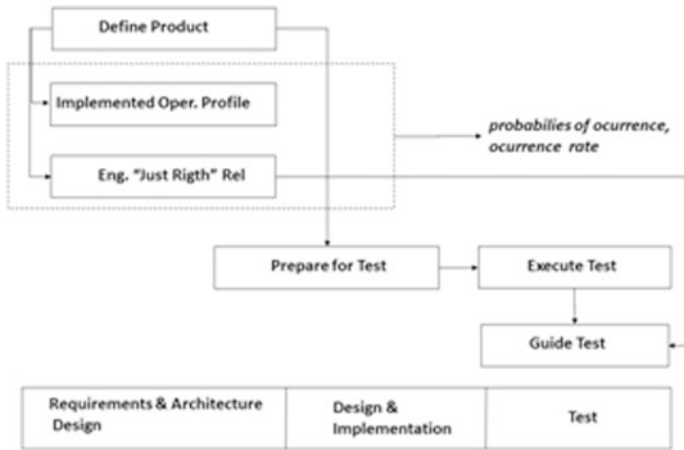 Define Product
Implemented Oper. Profile
probabilies of ocurrence,
ocurrence rate
Eng. “Just Rigth” Rel
Prepare for Test
Execute Test
Guide Test
Requirements & Architecture
Design
Design &
Implementation
Test